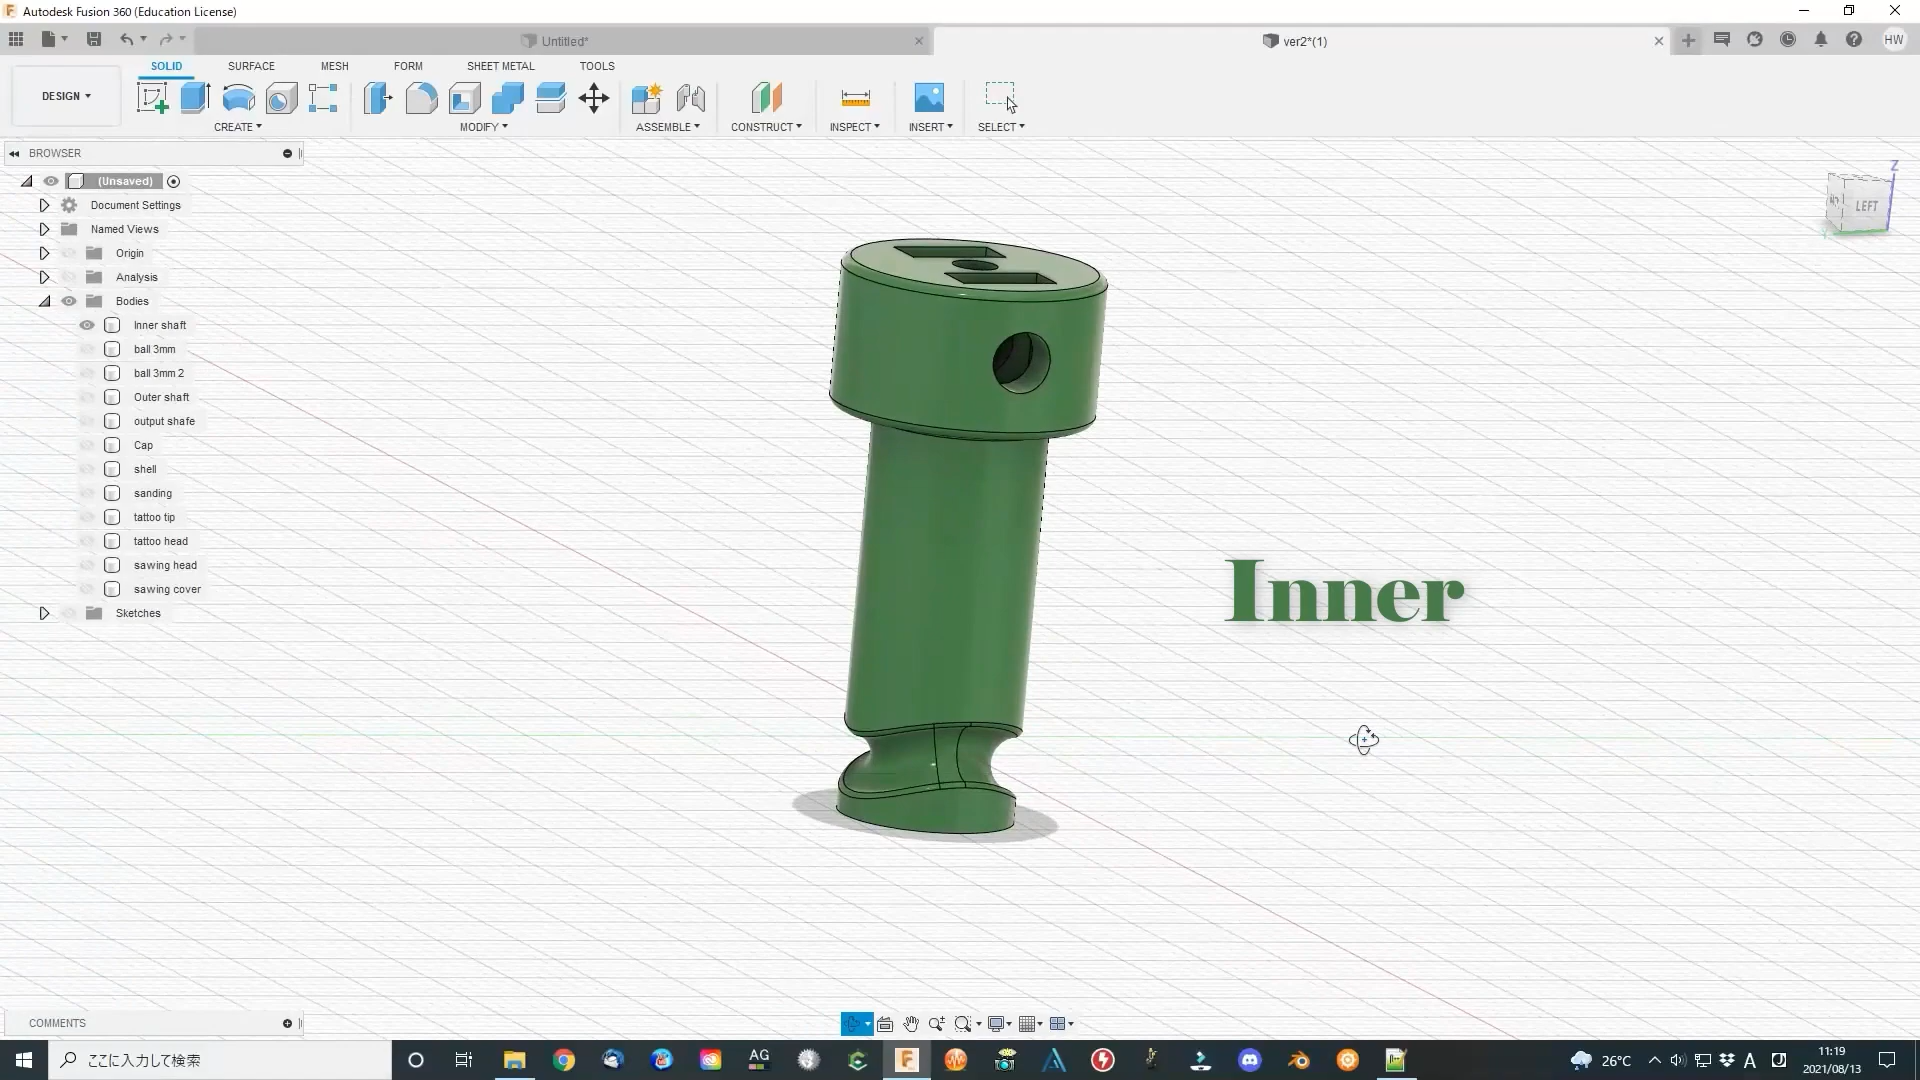 Autodesk Fusion 360 (Education License)
Untitled*
ver2*(1)
HW
DESIGN
SOLID
SURFACE
MESH
FORM
SHEET METAL
TOOLS
CREATE
MODIFY
ASSEMBLE
CONSTRUCT
INSPECT
INSERT
SELECT
BROWSER
(Unsaved)
Document Settings
Named Views
Origin
Analysis
Bodies
Inner shaft
ball 3mm
ball 3mm 2
Outer shaft
output shafe
Cap
shell
sanding
tattoo tip
tattoo head
sawing head
sawing cover
Sketches
Z
LEFT
Inner
COMMENTS
ここに入力して検索
AG
26°C
A
11:19
2021/08/13